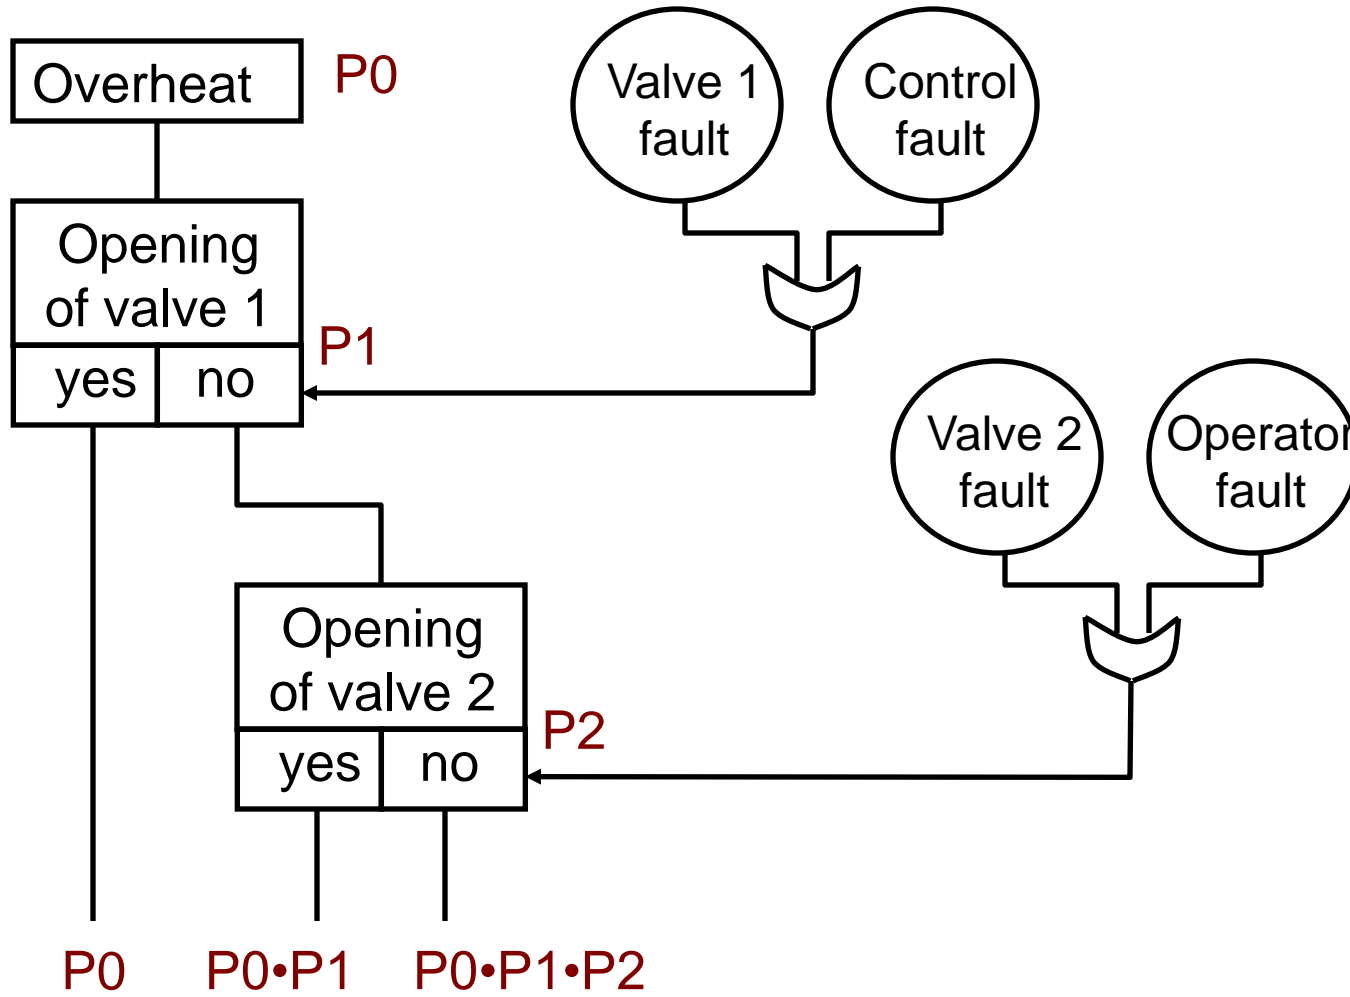 Overheat
P0
Valve 1
fault
Control
fault
Opening
of valve 1
P1
yes
no
Valve 2
fault
Operator
fault
Opening
of valve 2
P2
yes
no
P0
P0•P1
P0•P1•P2